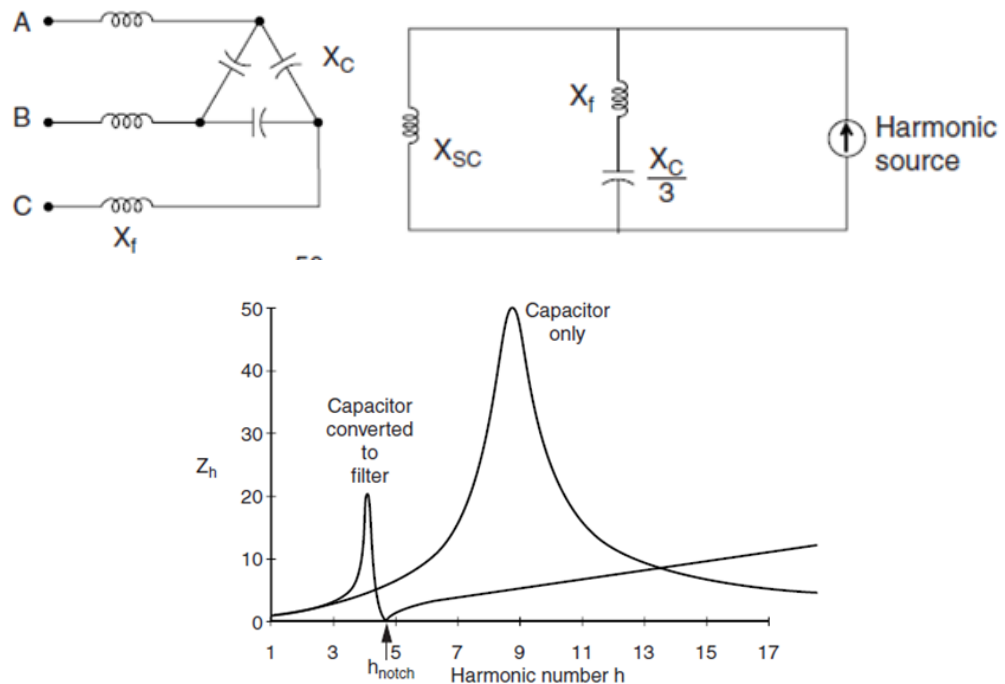 A
X_C
B
C
X_f
X_f
X_SC
X_C
3
Harmonic
source
50
Capacitor
only
40
Capacitor
converted
to
filter
30
Z_h
20
10
0
1 3 5 7 9 11 13 15 17
h_notch
Harmonic number h